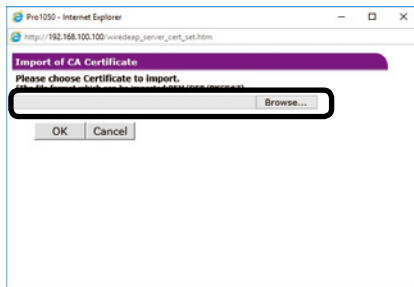 Pro1050 - Internet Explorer
http://192.168.100.100/wiredeap_server_cert_set.htm
Import of CA Certificate
Please choose Certificate to import.
Browse...
OK Cancel